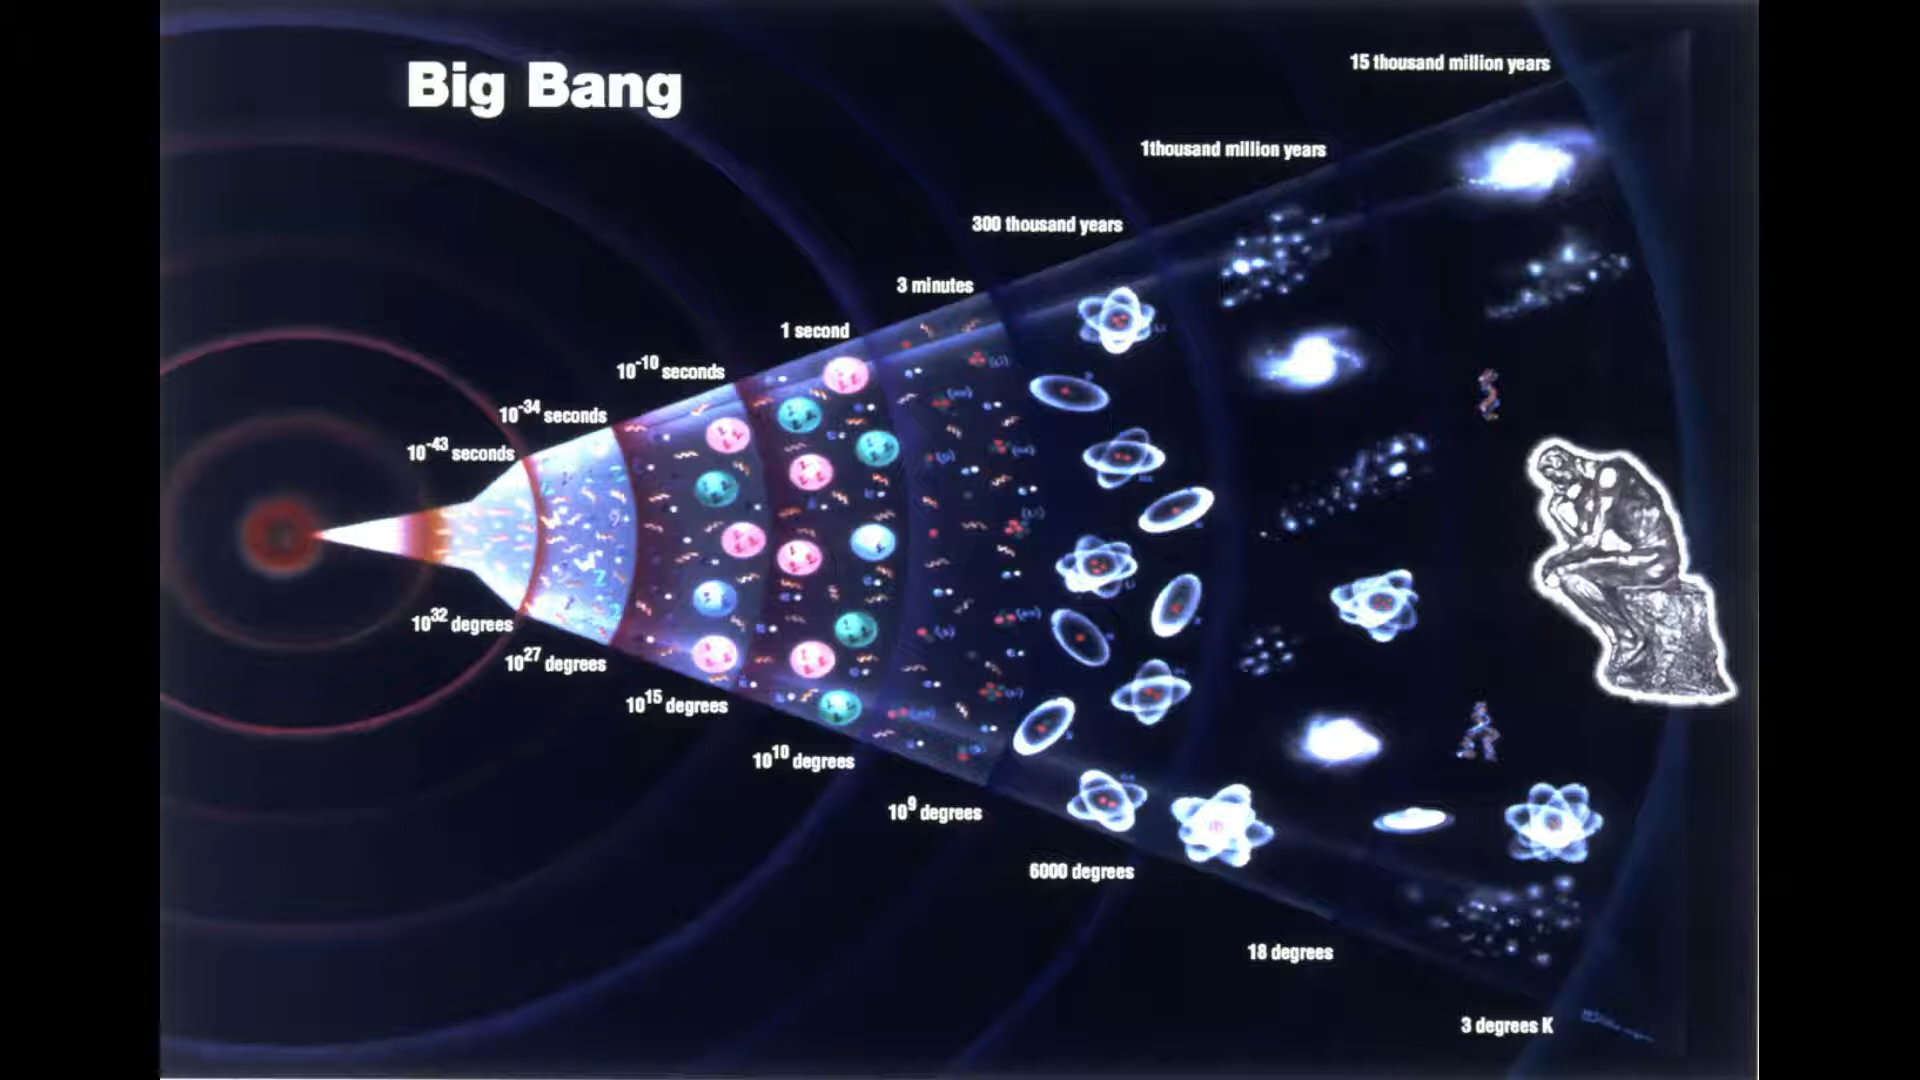 Big Bang
15 thousand million years
1thousand million years
300 thousand years
3 minutes
1 second
10-10 seconds
10-34 seconds
10-43 seconds
1032 degrees
1027 degrees
1015 degrees
1010 degrees
109 degrees
6000 degrees
18 degrees
3 degrees K